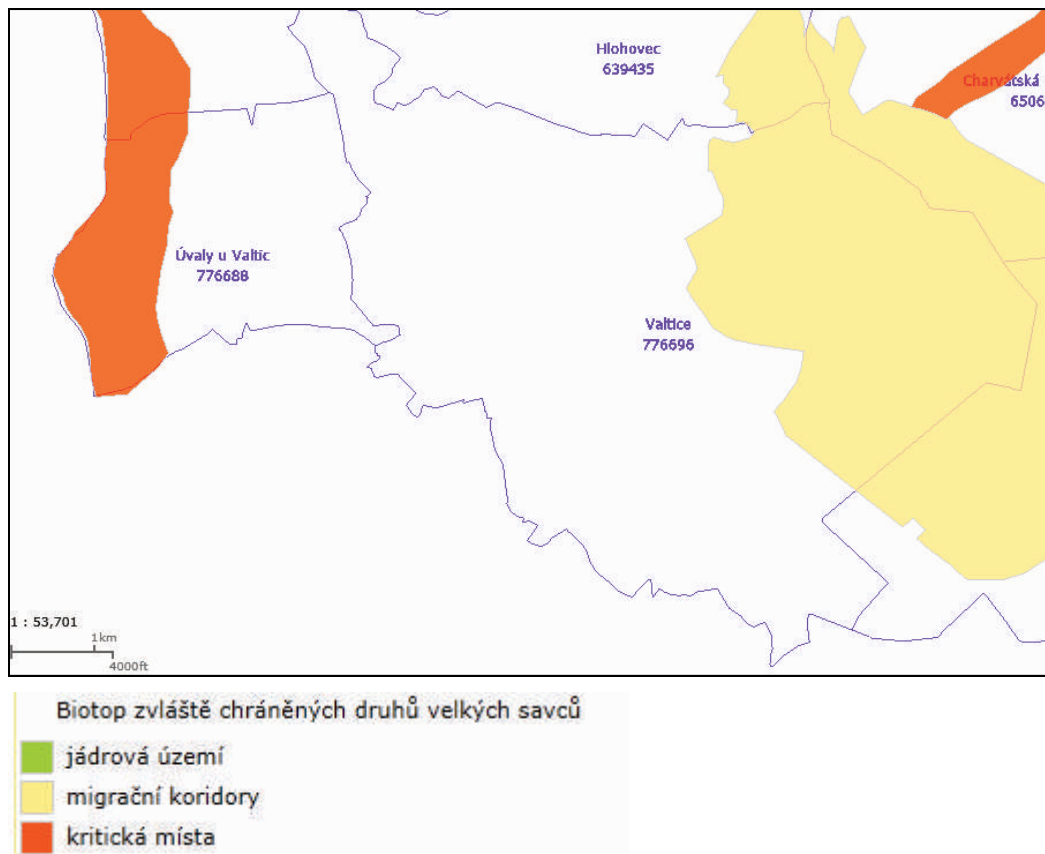 Hlohovec
639435
Charvátská
6506
Úvaly u Valtic
776688
Valtice
776696
1 : 53,701
1km
4000ft
Biotop zvláště chráněných druhů velkých savců
jádrová území
migrační koridory
kritická místa